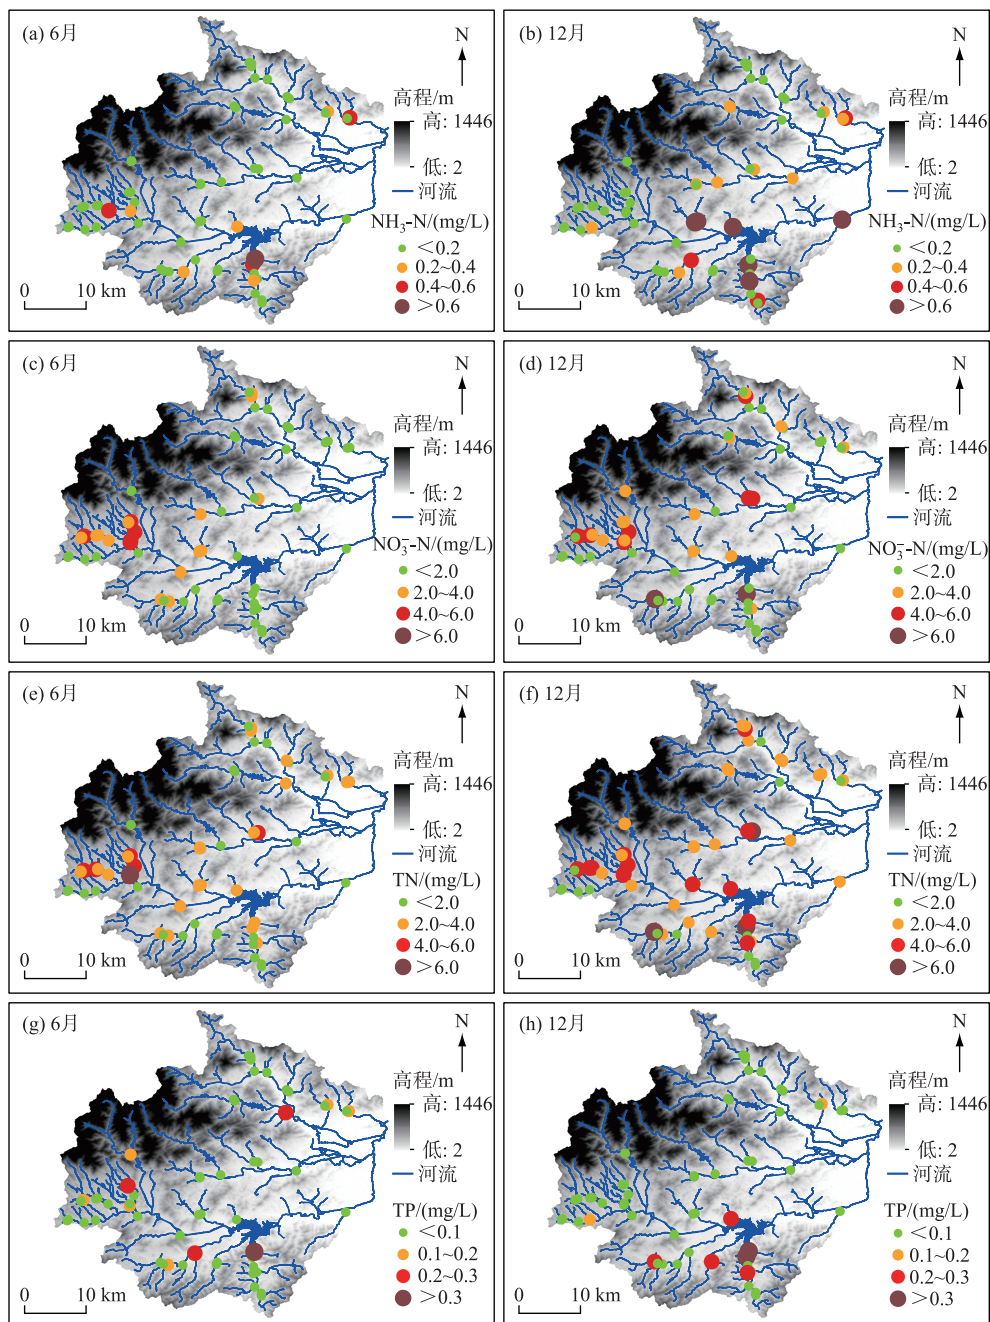 (a) 6月
N
高程/m
高: 1446
低: 2
河流
NH₃-N/(mg/L)
＜0.2
0.2~0.4
0.4~0.6
＞0.6
0 10 km
(b) 12月
N
高程/m
高: 1446
低: 2
河流
NH₃-N/(mg/L)
＜0.2
0.2~0.4
0.4~0.6
＞0.6
0 10 km
(c) 6月
N
高程/m
高: 1446
低: 2
河流
NO₃⁻-N/(mg/L)
＜2.0
2.0~4.0
4.0~6.0
＞6.0
0 10 km
(d) 12月
N
高程/m
高: 1446
低: 2
河流
NO₃⁻-N/(mg/L)
＜2.0
2.0~4.0
4.0~6.0
＞6.0
0 10 km
(e) 6月
N
高程/m
高: 1446
低: 2
河流
TN/(mg/L)
＜2.0
2.0~4.0
4.0~6.0
＞6.0
0 10 km
(f) 12月
N
高程/m
高: 1446
低: 2
河流
TN/(mg/L)
＜2.0
2.0~4.0
4.0~6.0
＞6.0
0 10 km
(g) 6月
N
高程/m
高: 1446
低: 2
河流
TP/(mg/L)
＜0.1
0.1~0.2
0.2~0.3
＞0.3
0 10 km
(h) 12月
N
高程/m
高: 1446
低: 2
河流
TP/(mg/L)
＜0.1
0.1~0.2
0.2~0.3
＞0.3
0 10 km